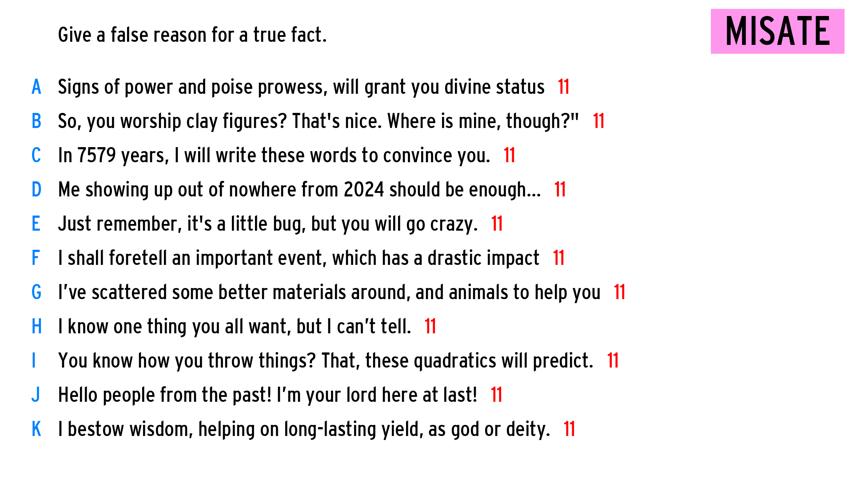 Give a false reason for a true fact.
MISATE
A Signs of power and poise prowess, will grant you divine status 11
B So, you worship clay figures? That's nice. Where is mine, though?" 11
C In 7579 years, I will write these words to convince you. 11
D Me showing up out of nowhere from 2024 should be enough... 11
E Just remember, it's a little bug, but you will go crazy. 11
F I shall foretell an important event, which has a drastic impact 11
G I’ve scattered some better materials around, and animals to help you 11
H I know one thing you all want, but I can’t tell. 11
I You know how you throw things? That, these quadratics will predict. 11
J Hello people from the past! I’m your lord here at last! 11
K I bestow wisdom, helping on long-lasting yield, as god or deity. 11